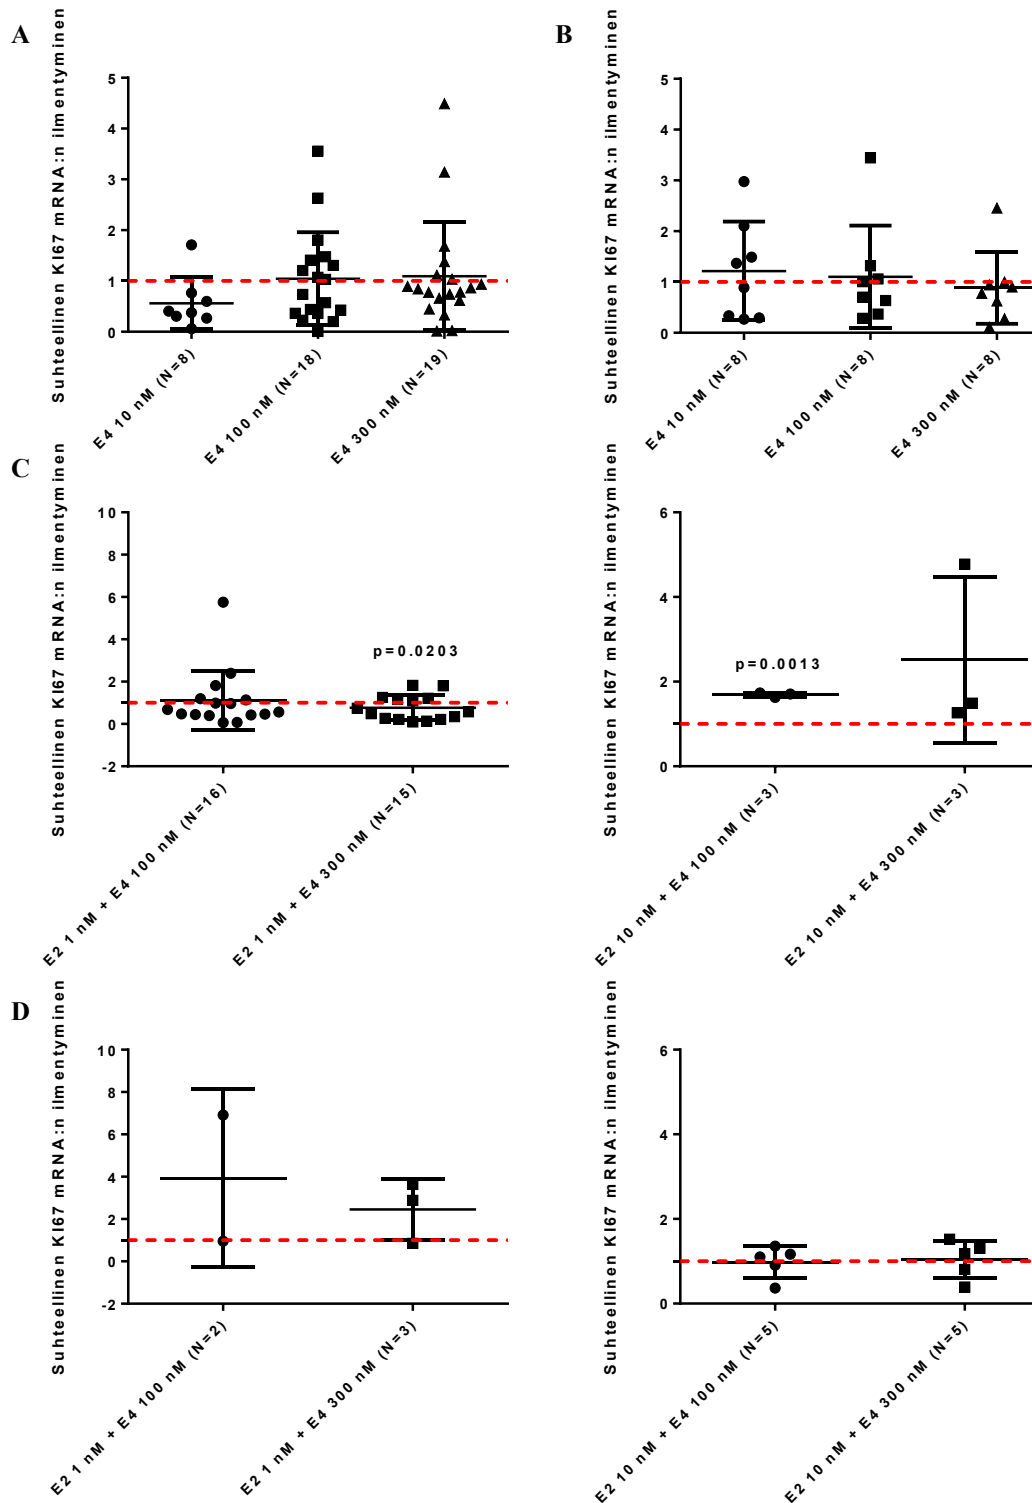 A
Suhteellinen KI67 mRNA:n ilmentyminen
5
4
3
2
1
0
E4 10 nM (N=8)
E4 100 nM (N=18)
E4 300 nM (N=19)
B
Suhteellinen KI67 mRNA:n ilmentyminen
5
4
3
2
1
0
E4 10 nM (N=8)
E4 100 nM (N=8)
E4 300 nM (N=8)
C
Suhteellinen KI67 mRNA:n ilmentyminen
10
8
6
4
2
0
-2
p=0.0203
E2 1 nM + E4 100 nM (N=16)
E2 1 nM + E4 300 nM (N=15)
Suhteellinen KI67 mRNA:n ilmentyminen
6
4
2
0
p=0.0013
E2 10 nM + E4 100 nM (N=3)
E2 10 nM + E4 300 nM (N=3)
D
Suhteellinen KI67 mRNA:n ilmentyminen
10
8
6
4
2
0
-2
E2 1 nM + E4 100 nM (N=2)
E2 1 nM + E4 300 nM (N=3)
Suhteellinen KI67 mRNA:n ilmentyminen
6
4
2
0
E2 10 nM + E4 100 nM (N=5)
E2 10 nM + E4 300 nM (N=5)